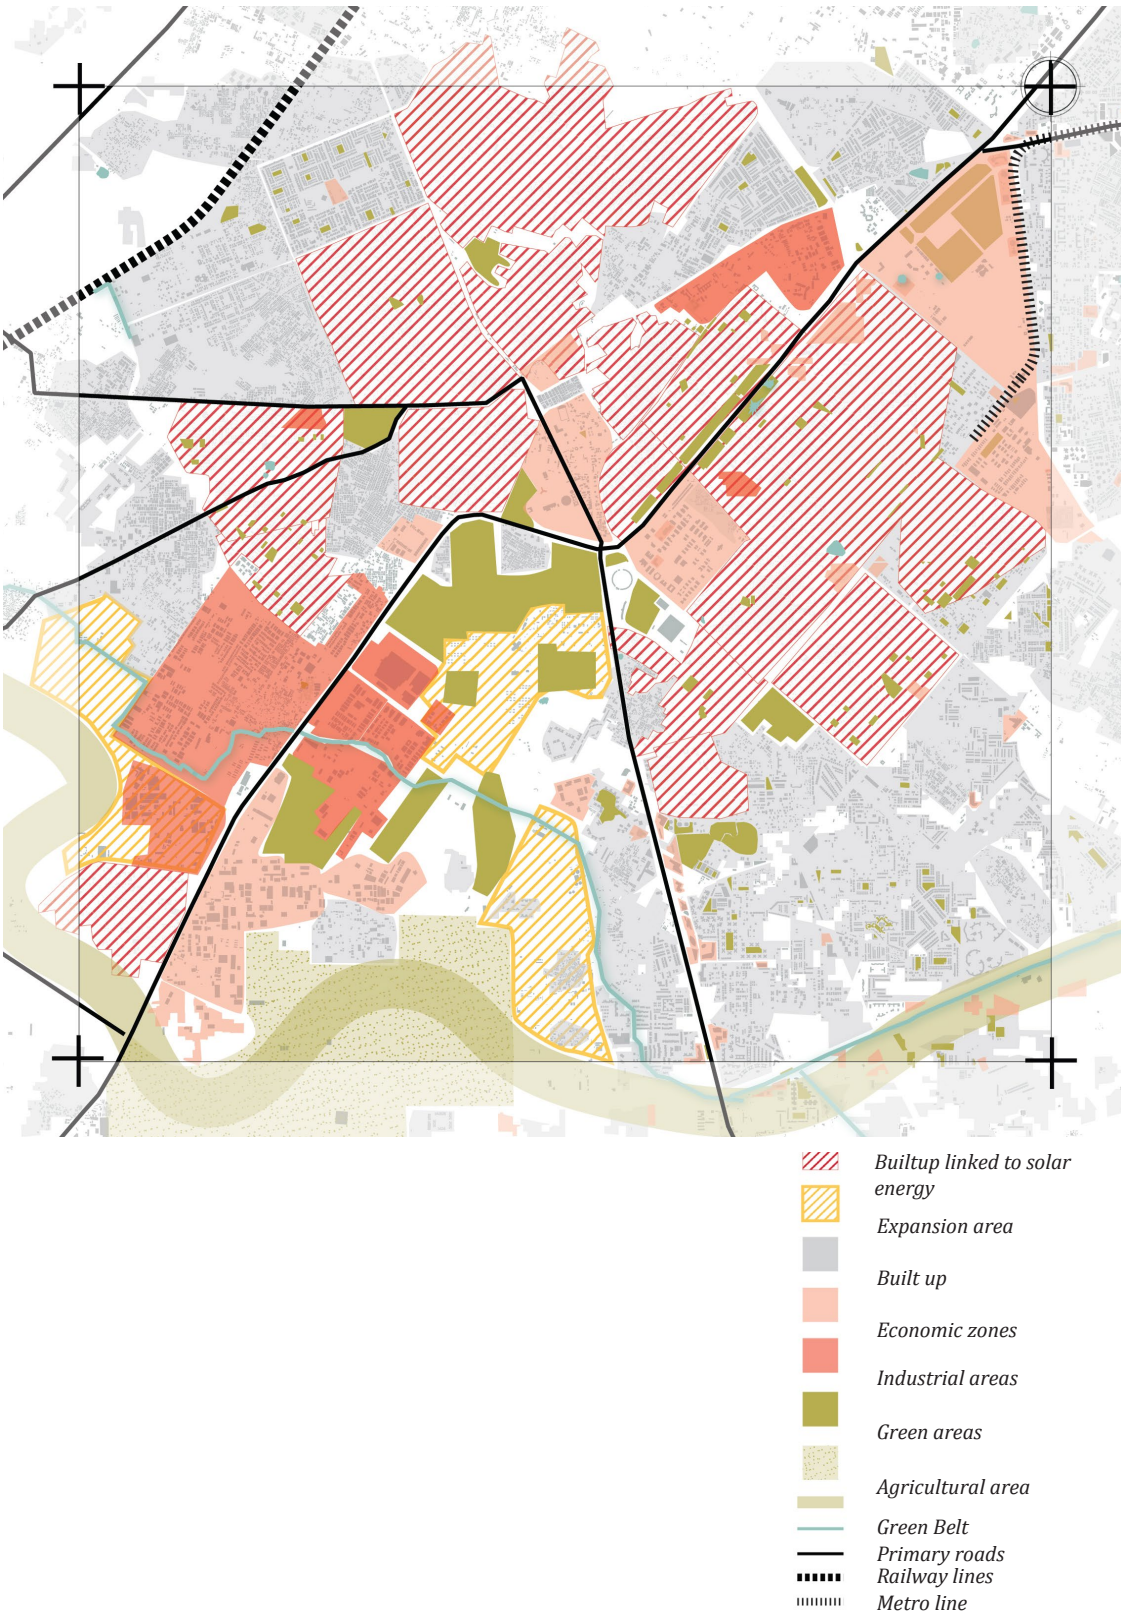 Builtup linked to solar
energy
Expansion area
Built up
Economic zones
Industrial areas
Green areas
Agricultural area
Green Belt
Primary roads
Railway lines
Metro line